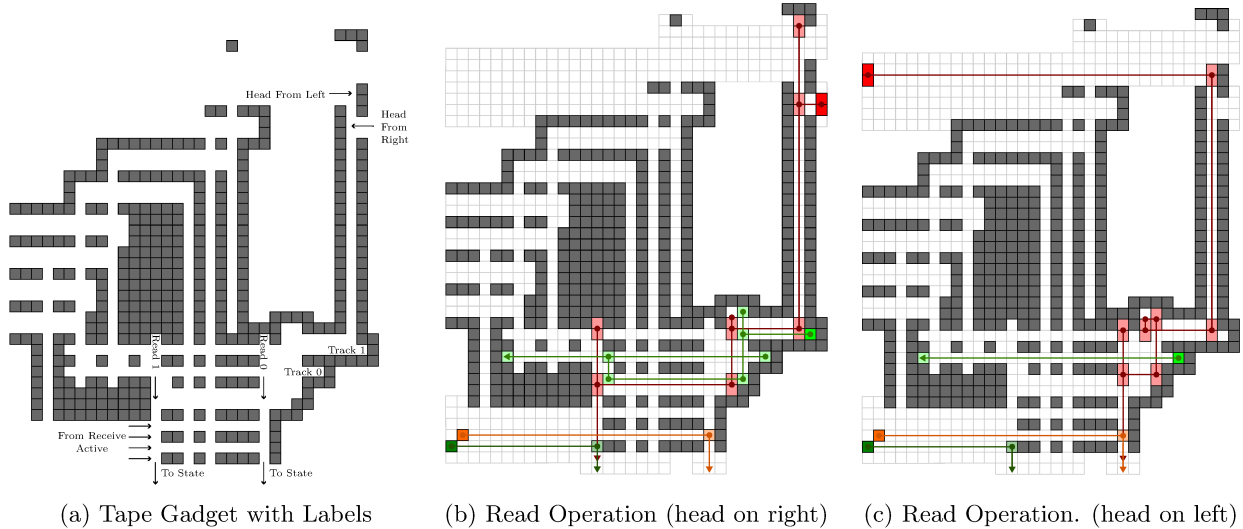 Head From Left
Head
From
Right
Read 1
Read 0
Track 1
Track 0
From Receive
Active
To State
To State
(a) Tape Gadget with Labels
(b) Read Operation (head on right)
(c) Read Operation. (head on left)